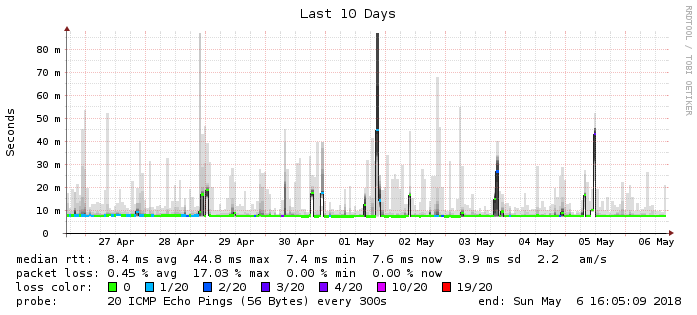 Last 10 Days
RRDTOOL / TOBI OETIKER
Seconds
80 m
70 m
60 m
50 m
40 m
30 m
20 m
10 m
0
27 Apr 28 Apr 29 Apr 30 Apr 01 May 02 May 03 May 04 May 05 May 06 May
median rtt: 8.4 ms avg 44.8 ms max 7.4 ms min 7.6 ms now 3.9 ms sd 2.2 am/s
packet loss: 0.45 % avg 17.03 % max 0.00 % min 0.00 % now
loss color: 0 1/20 2/20 3/20 4/20 10/20 19/20
probe: 20 ICMP Echo Pings (56 Bytes) every 300s end: Sun May 6 16:05:09 2018